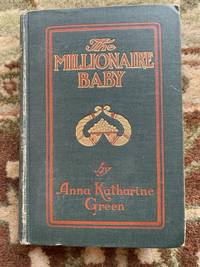 The
MILLIONAIRE
BABY
by
Anna Katharine
Green